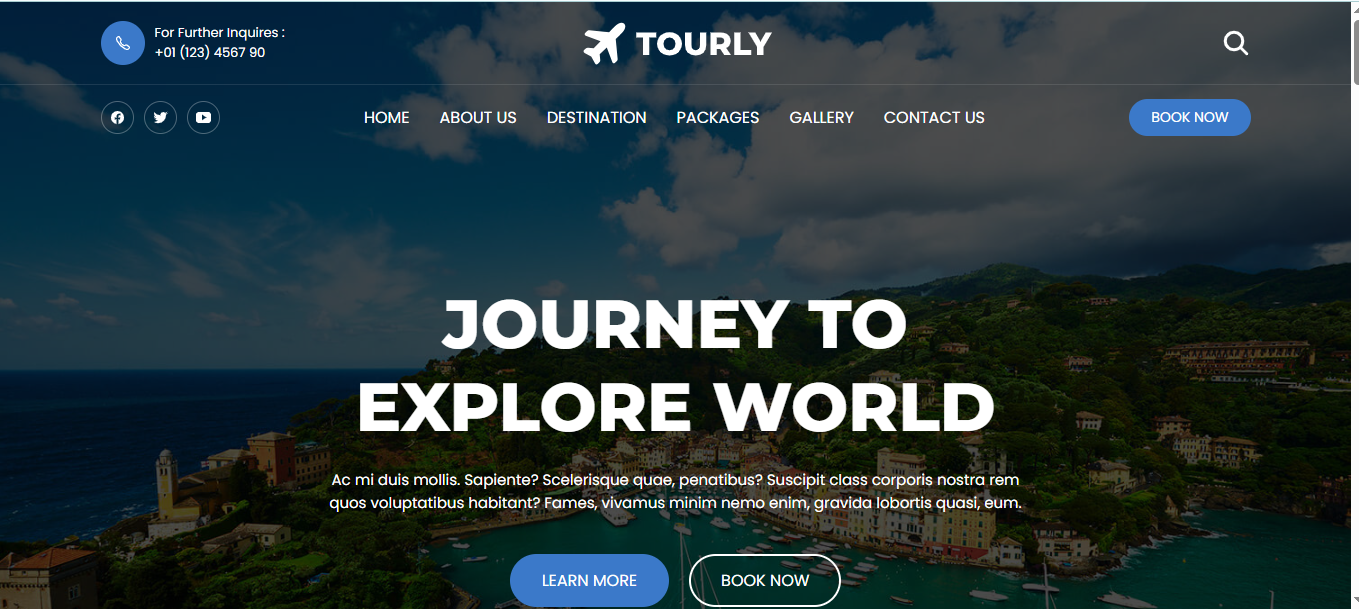 For Further Inquires :
+01 (123) 4567 90
TOURLY
HOME ABOUT US DESTINATION PACKAGES GALLERY CONTACT US
BOOK NOW
JOURNEY TO
EXPLORE WORLD
Ac mi duis mollis. Sapiente? Scelerisque quae, penatibus? Suscipit class corporis nostra rem
quos voluptatibus habitant? Fames, vivamus minim nemo enim, gravida lobortis quasi, eum.
LEARN MORE
BOOK NOW